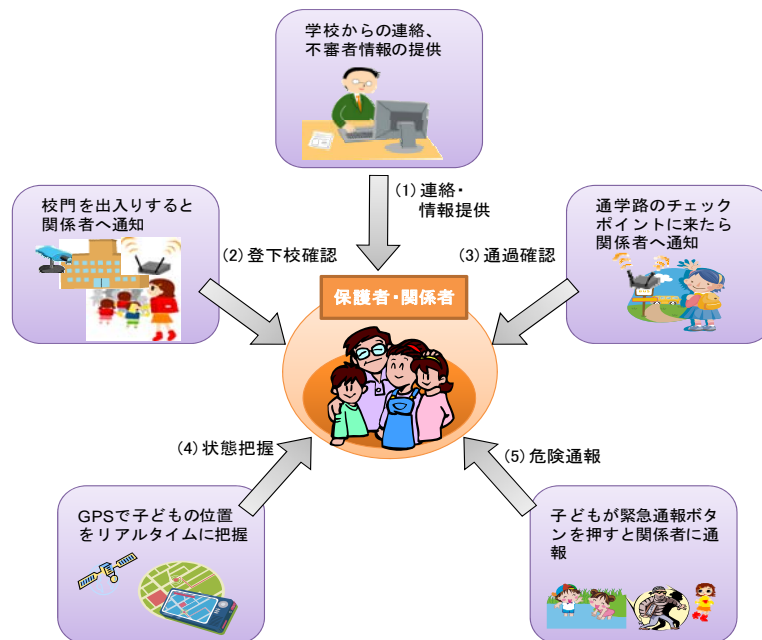 学校からの連絡、
不審者情報の提供
(1) 連絡・
情報提供
校門を出入りすると
関係者へ通知
(2) 登下校確認
通学路のチェック
ポイントに来たら
関係者へ通知
(3) 通過確認
保護者・関係者
(4) 状態把握
GPSで子どもの位置
をリアルタイムに把握
(5) 危険通報
子どもが緊急通報ボタ
ンを押すと関係者に通
報